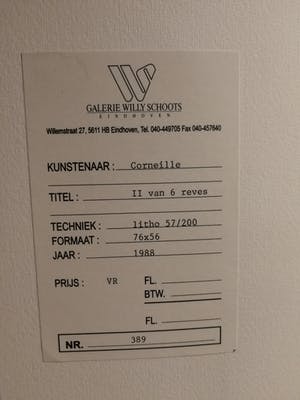 GALERIE WILLY SCHOOTS
EINDHOVEN
Willemstraat 27, 5611 HB Eindhoven, Tel. 040-449705 Fax 040-457640
KUNSTENAAR : Corneille
TITEL : II van 6 reves
TECHNIEK : litho 57/200
FORMAAT : 76x56
JAAR : 1988
PRIJS : VR FL.
BTW.
FL.
NR. 389